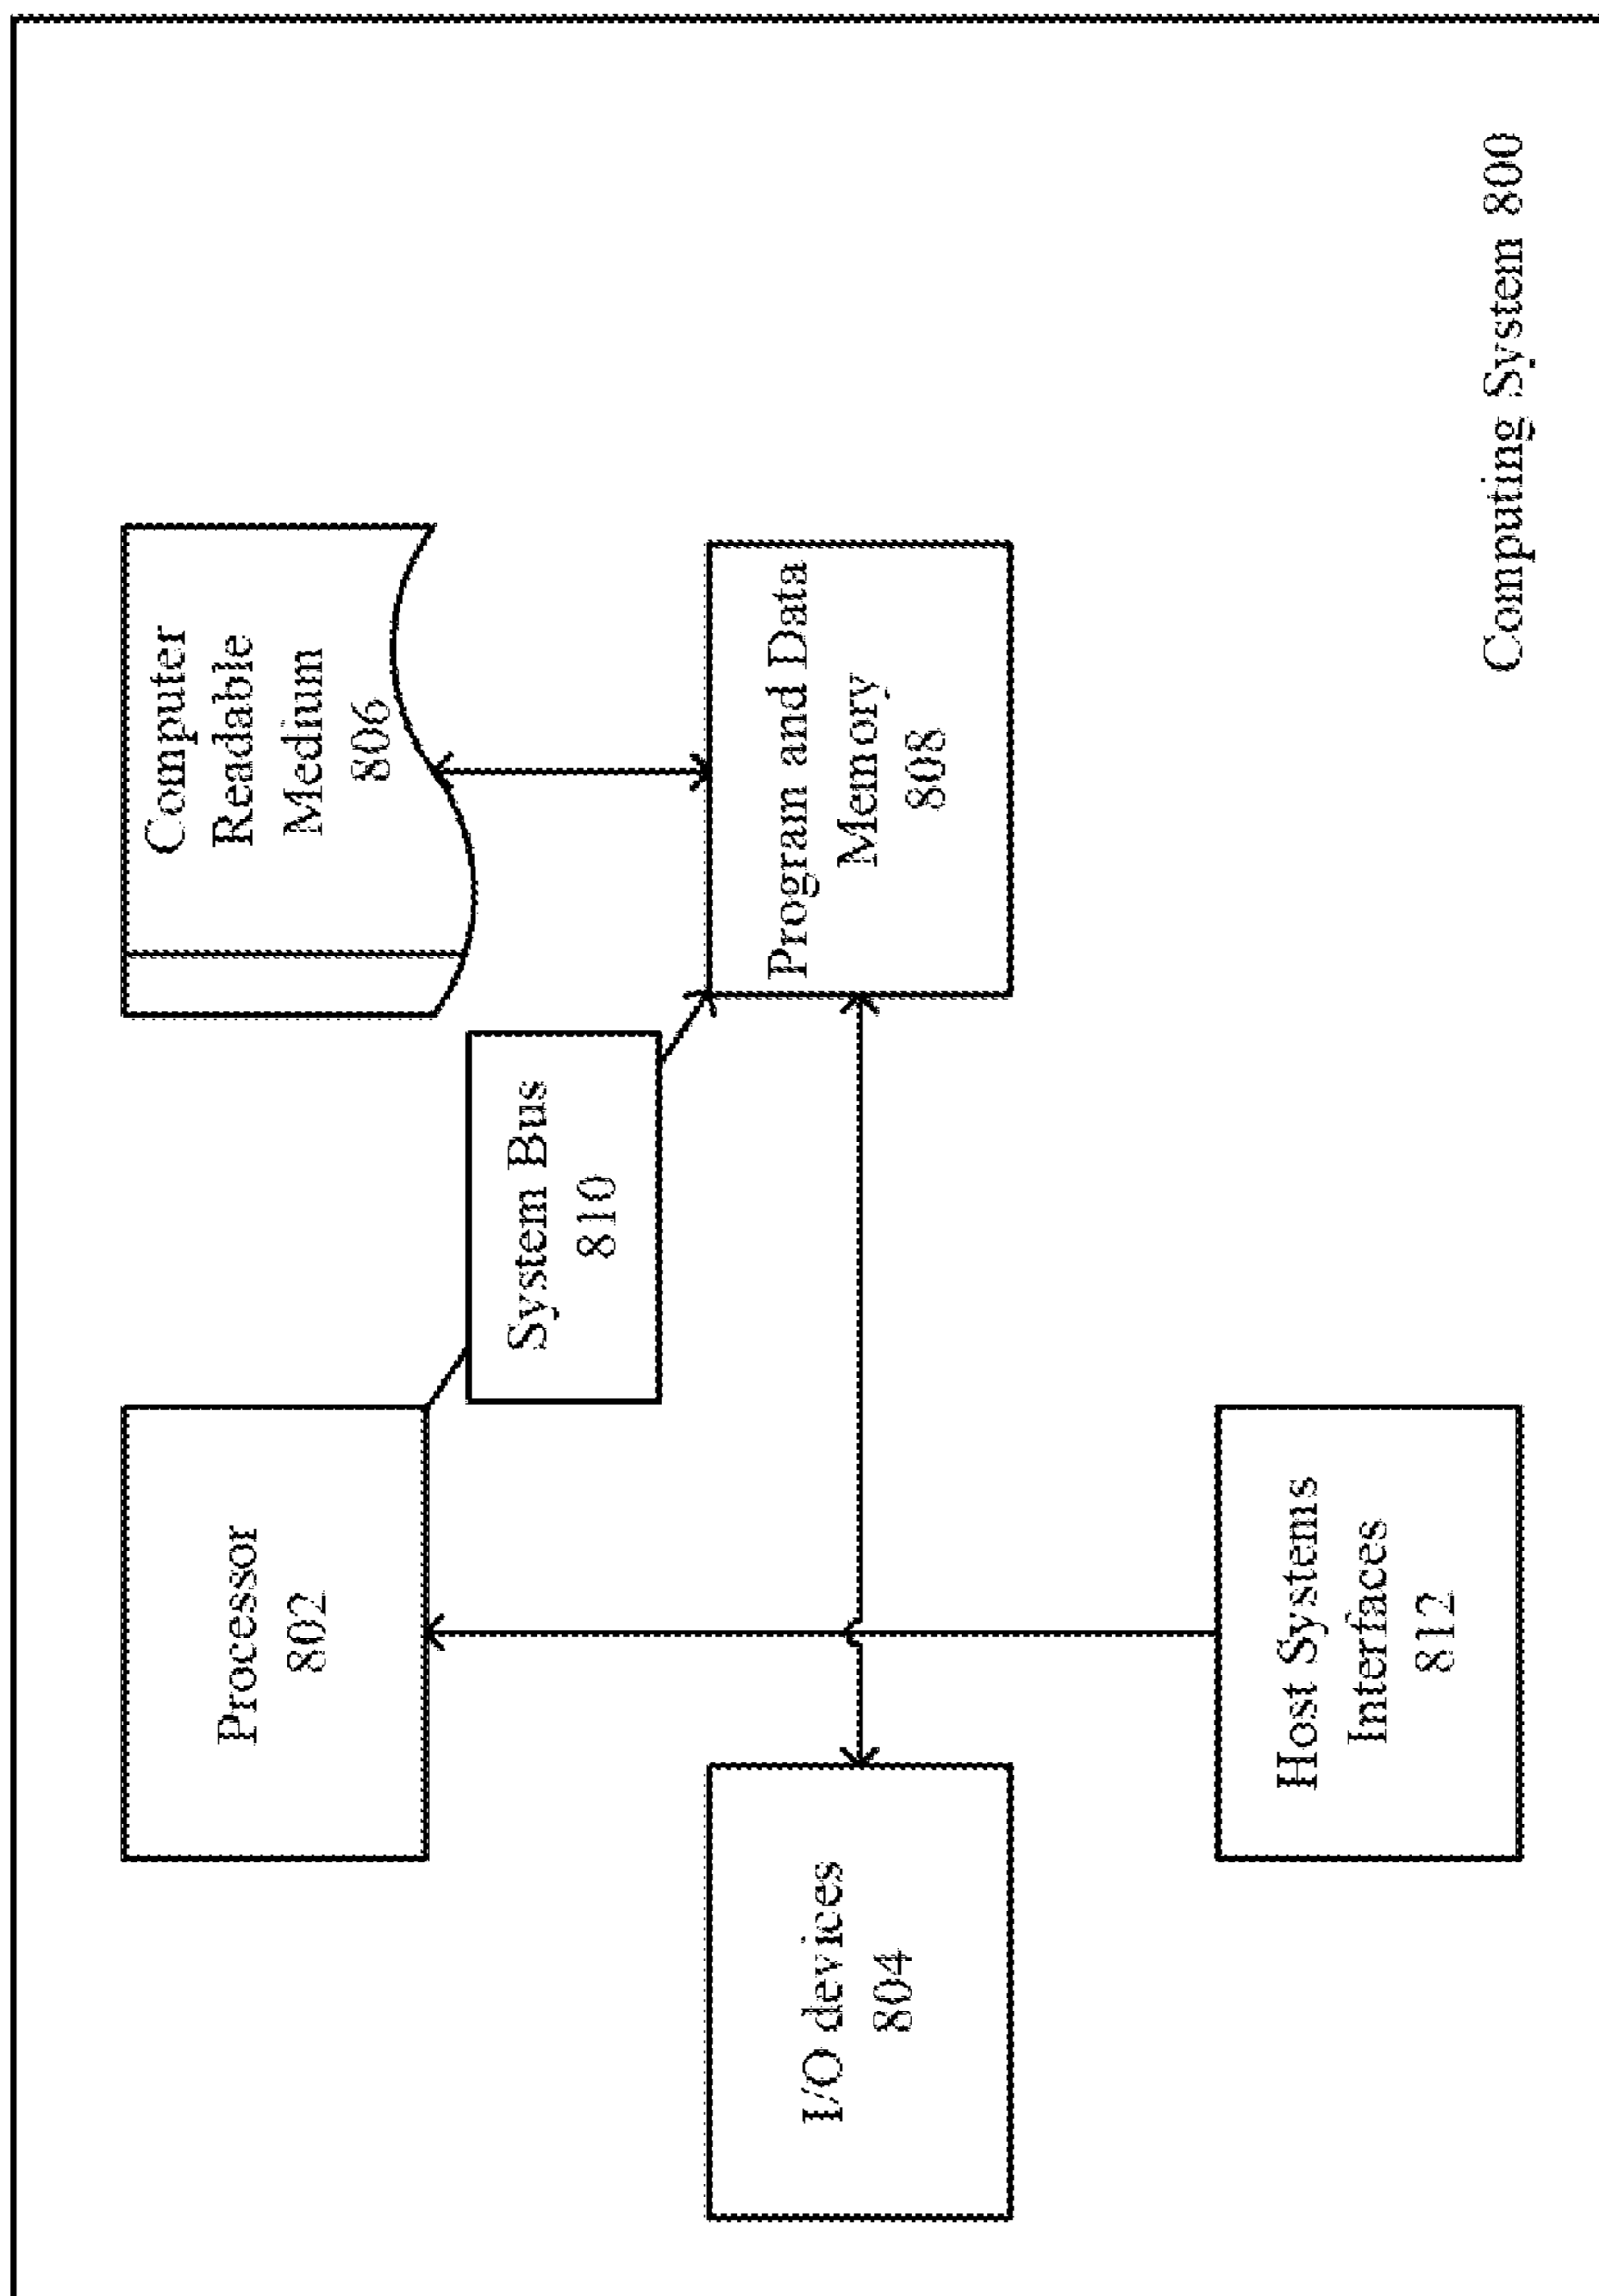 Processor
802
Computer
Readable
Medium
806
System Bus
810
I/O devices
804
Program and Data
Memory
808
Host Systems
Interfaces
812
Computing System 800